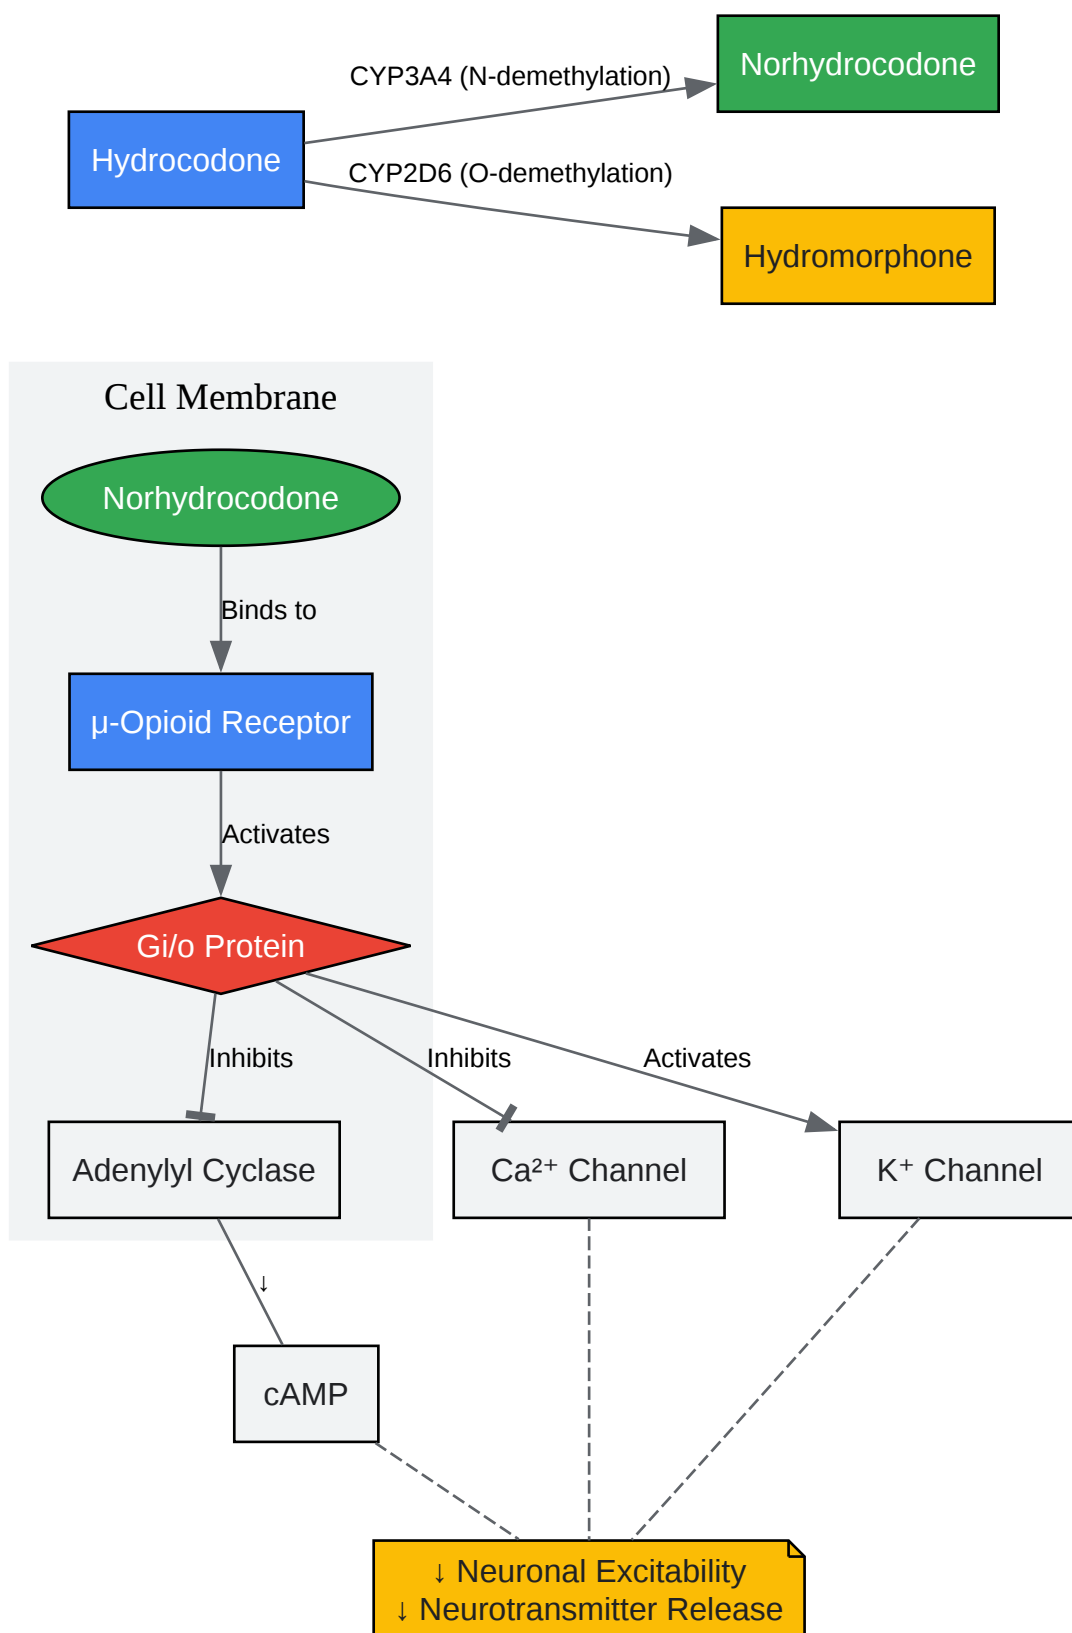 CYP3A4 (N-demethylation)
Norhydrocodone
Hydrocodone
CYP2D6 (O-demethylation)
Hydromorphone
Cell Membrane
Norhydrocodone
Binds to
μ-Opioid Receptor
Activates
Gi/o Protein
Inhibits
Inhibits
Activates
Adenylyl Cyclase
Ca²⁺ Channel
K⁺ Channel
↓
cAMP
↓ Neuronal Excitability
↓ Neurotransmitter Release